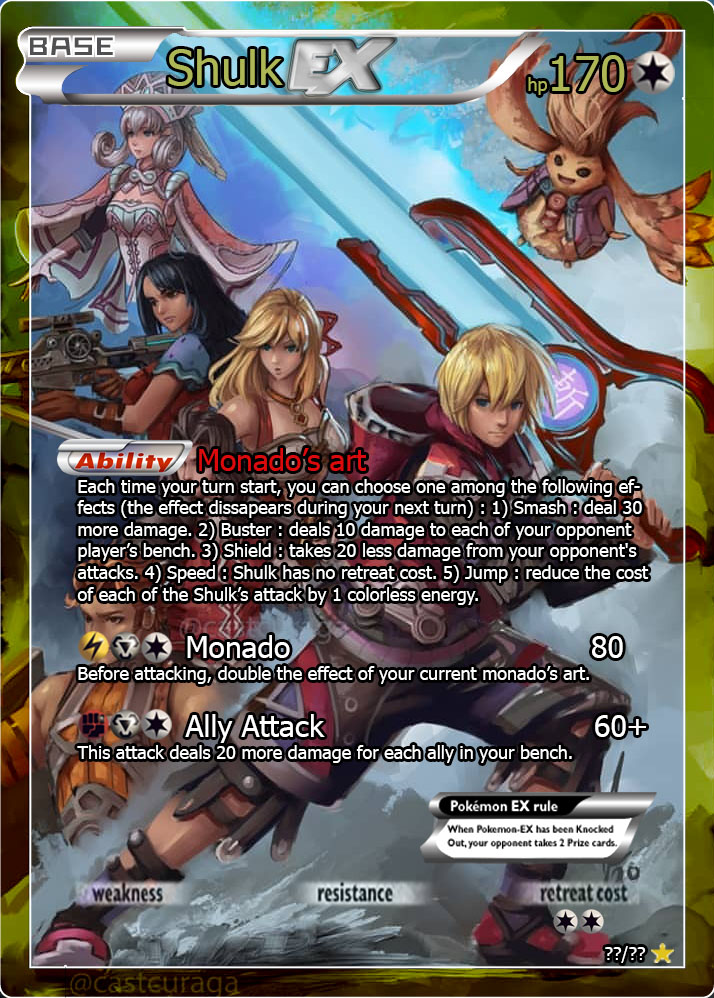 BASE
Shulk EX
hp170
Ability Monado's art
Each time your turn start, you can choose one among the following ef-
fects (the effect dissapears during your next turn) : 1) Smash : deal 30
more damage. 2) Buster : deals 10 damage to each of your opponent
player's bench. 3) Shield : takes 20 less damage from your opponent's
attacks. 4) Speed : Shulk has no retreat cost. 5) Jump : reduce the cost
of each of the Shulk's attack by 1 colorless energy.
@castcuraga
Monado 80
Before attacking, double the effect of your current monado's art.
Ally Attack 60+
This attack deals 20 more damage for each ally in your bench.
Pokémon EX rule
When Pokemon-EX has been Knocked
Out, your opponent takes 2 Prize cards.
weakness resistance retreat cost
??/??
@castcuraga